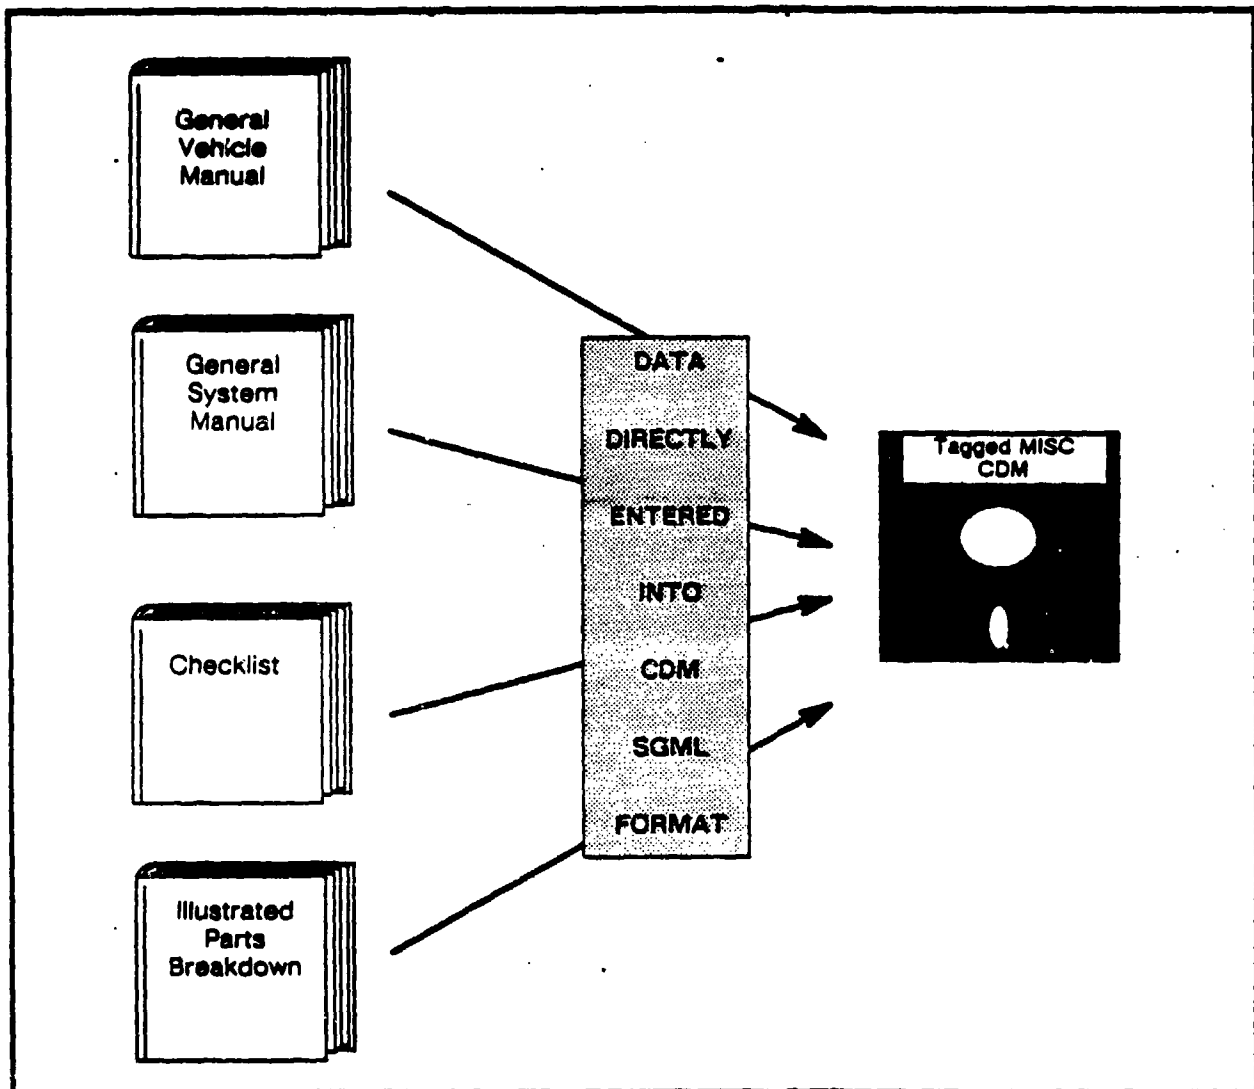 General
Vehicle
Manual
General
System
Manual
Checklist
Illustrated
Parts
Breakdown
DATA
DIRECTLY
ENTERED
INTO
CDM
SGML
FORMAT
Tagged MISC
CDM